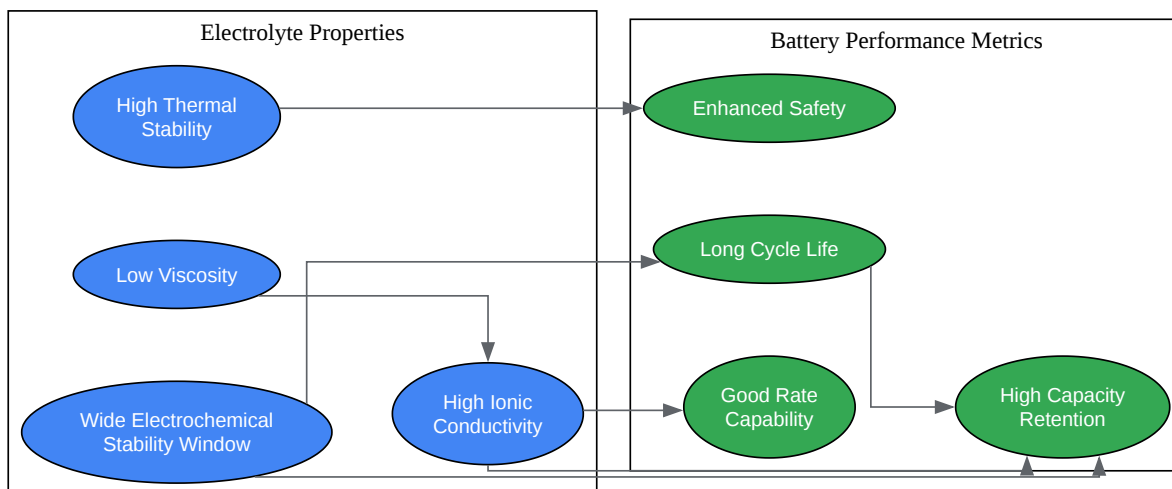 Electrolyte Properties
Battery Performance Metrics
High Thermal
Stability
Enhanced Safety
Low Viscosity
Long Cycle Life
Wide Electrochemical
Stability Window
High Ionic
Conductivity
Good Rate
Capability
High Capacity
Retention